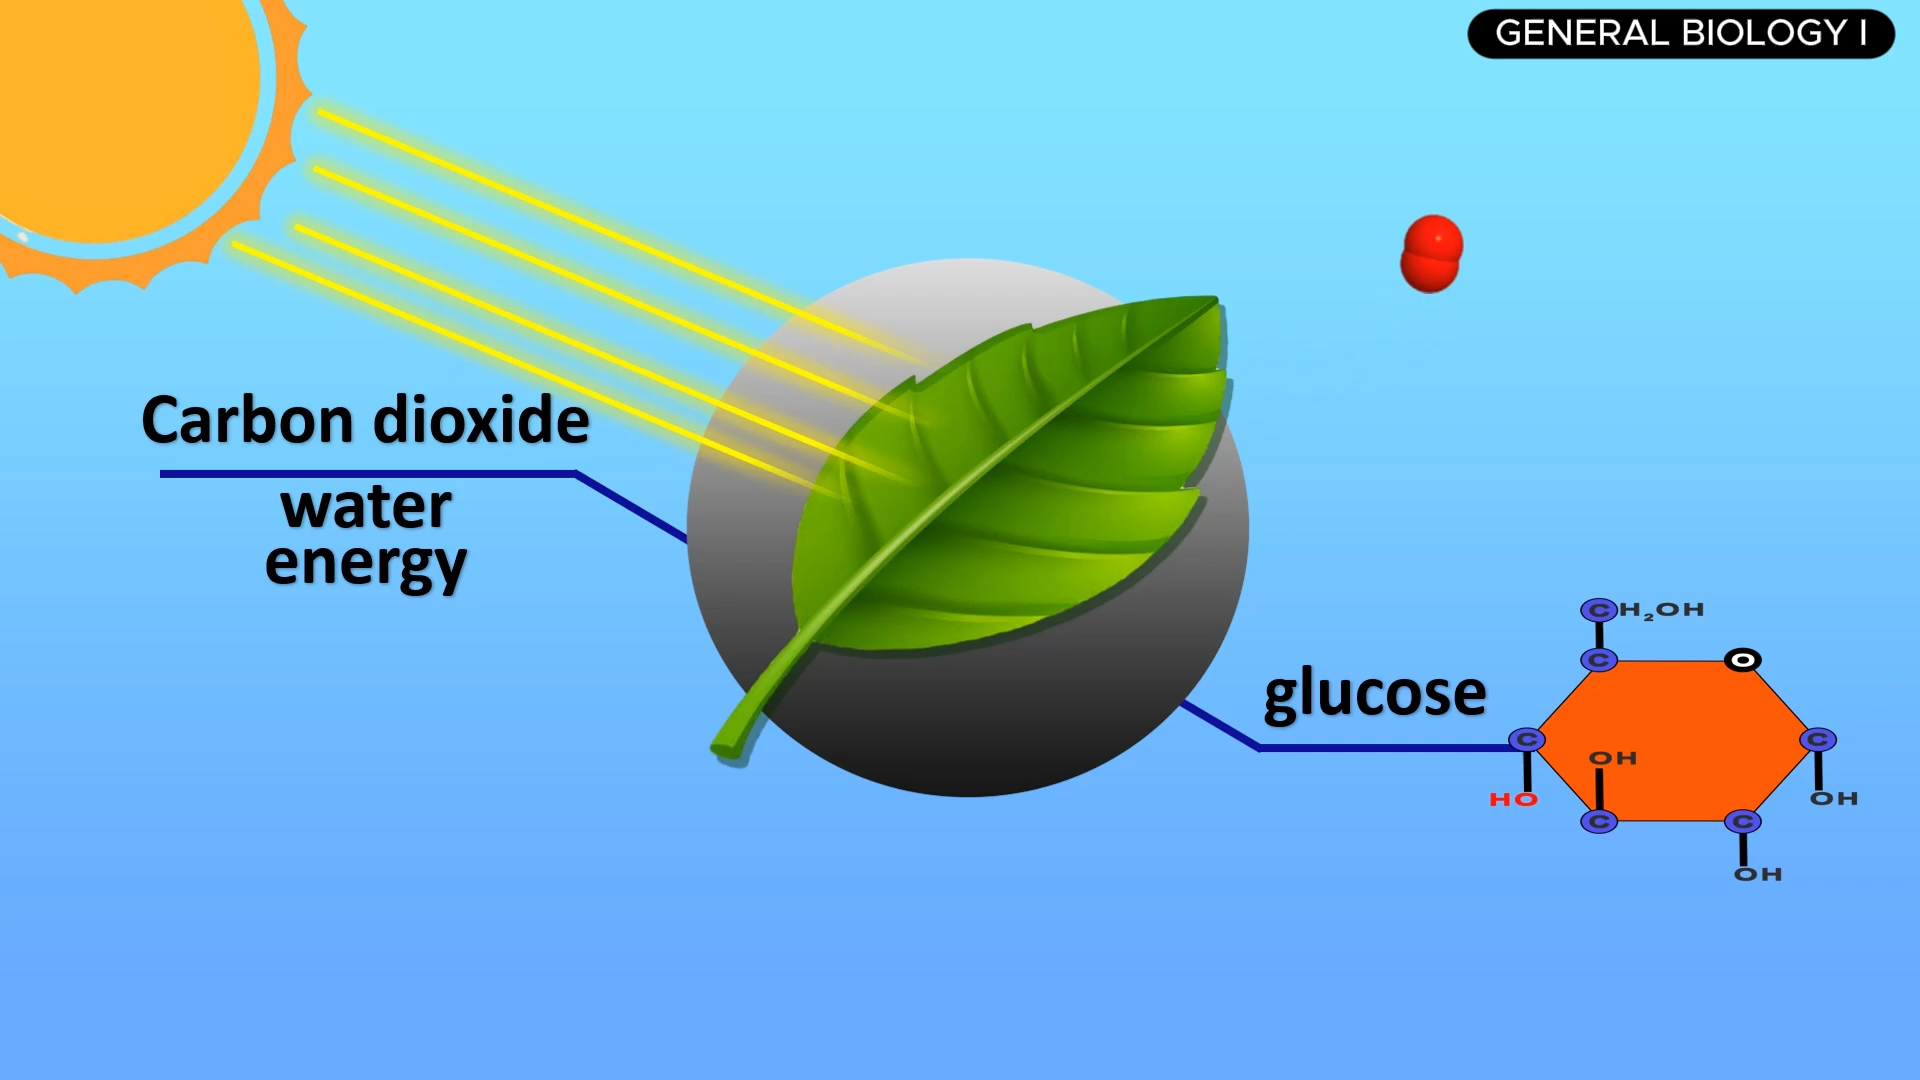 GENERAL BIOLOGY I
Carbon dioxide
water
energy
glucose
CH₂OH
C
O
C
C
OH
HO
OH
C
C
OH